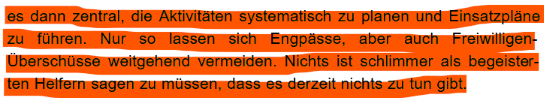 es dann zentral, die Aktivitäten systematisch zu planen und Einsatzpläne
zu führen. Nur so lassen sich Engpässe, aber auch Freiwilligen-
Überschüsse weitgehend vermeiden. Nichts ist schlimmer als begeister-
ten Helfern sagen zu müssen, dass es derzeit nichts zu tun gibt.